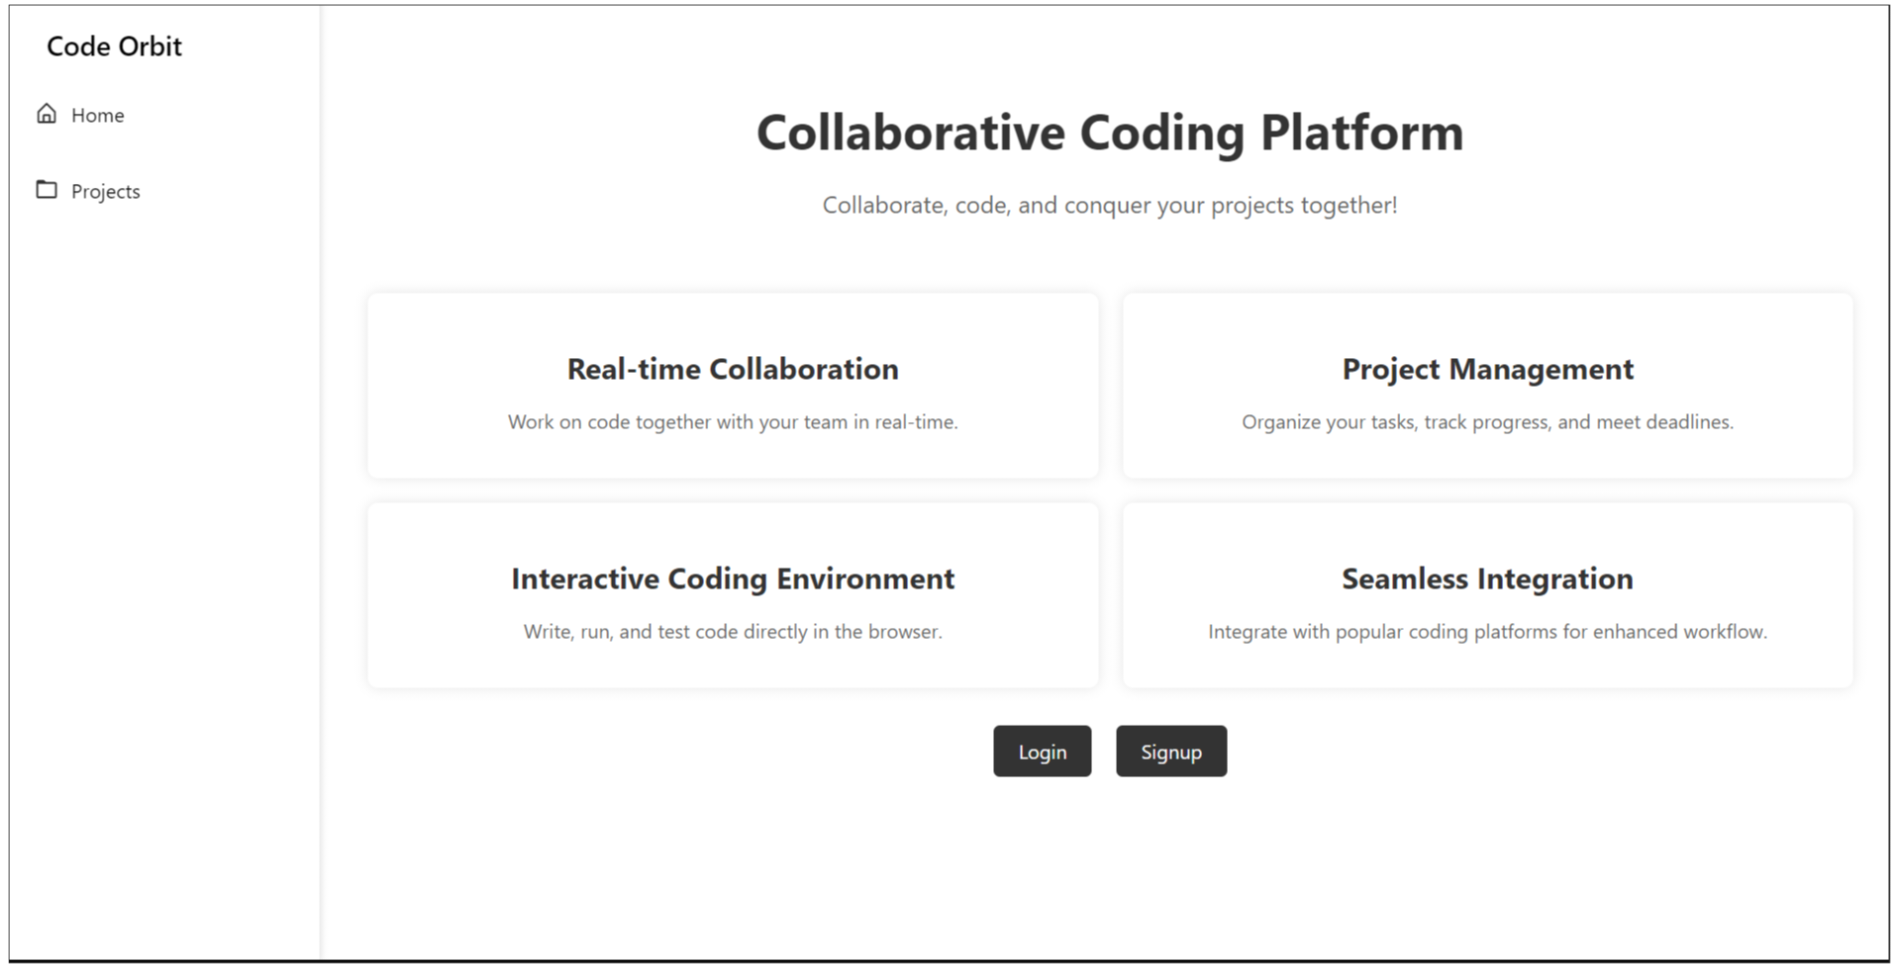 Code Orbit
Home
Projects
Collaborative Coding Platform
Collaborate, code, and conquer your projects together!
Real-time Collaboration
Work on code together with your team in real-time.
Project Management
Organize your tasks, track progress, and meet deadlines.
Interactive Coding Environment
Write, run, and test code directly in the browser.
Seamless Integration
Integrate with popular coding platforms for enhanced workflow.
Login
Signup